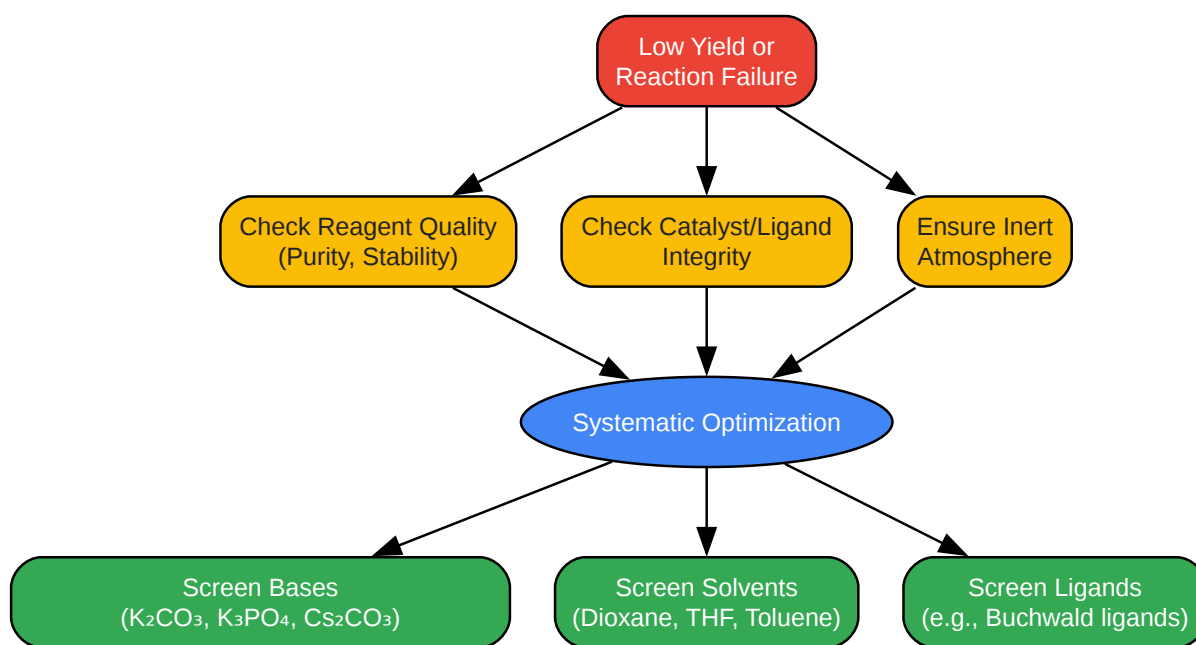 Low Yield or
Reaction Failure
Check Reagent Quality
(Purity, Stability)
Check Catalyst/Ligand
Integrity
Ensure Inert
Atmosphere
Systematic Optimization
Screen Bases
(K₂CO₃, K₃PO₄, Cs₂CO₃)
Screen Solvents
(Dioxane, THF, Toluene)
Screen Ligands
(e.g., Buchwald ligands)